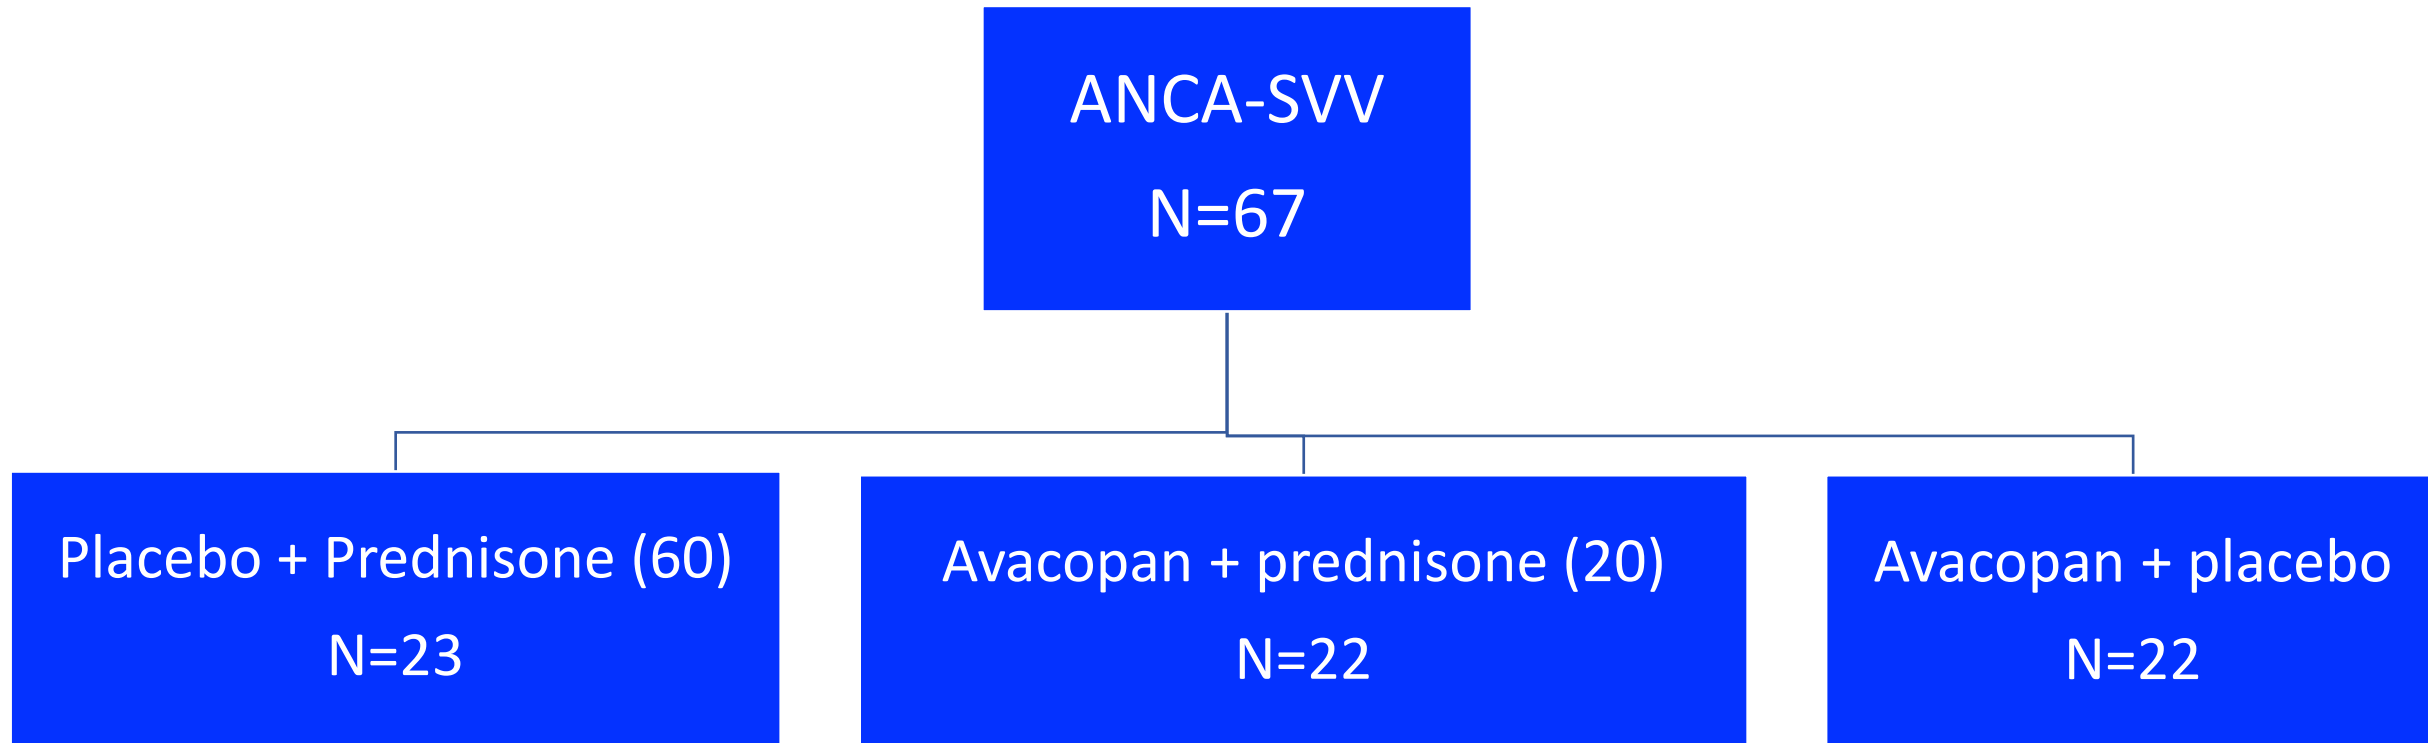 ANCA-SVV
N=67
Placebo + Prednisone (60)
N=23
Avacopan + prednisone (20)
N=22
Avacopan + placebo
N=22